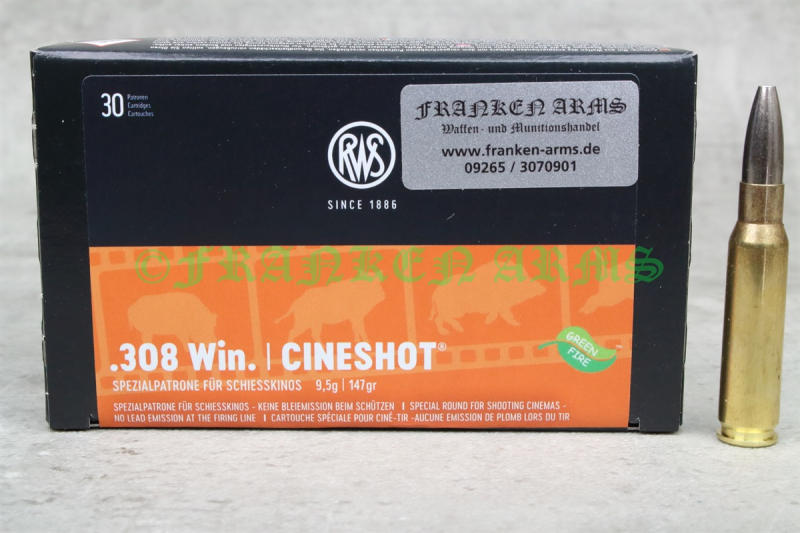 30 Patronen
Cartridges
Cartouches
RWS
SINCE 1886
FRANKEN ARMS
Waffen- und Munitionshandel
www.franken-arms.de
09265 / 3070901
©FRANKEN ARMS
.308 Win. | CINESHOT®
GREEN
FIRE
SPEZIALPATRONE FÜR SCHIESSKINOS 9,5g | 147gr
SPEZIALPATRONE FÜR SCHIESSKINOS - KEINE BLEIEMISSION BEIM SCHÜTZEN I SPECIAL ROUND FOR SHOOTING CINEMAS -
NO LEAD EMISSION AT THE FIRING LINE I CARTOUCHE SPÉCIALE POUR CINÉ-TIR -AUCUNE EMISSION DE PLOMB LORS DU TIR